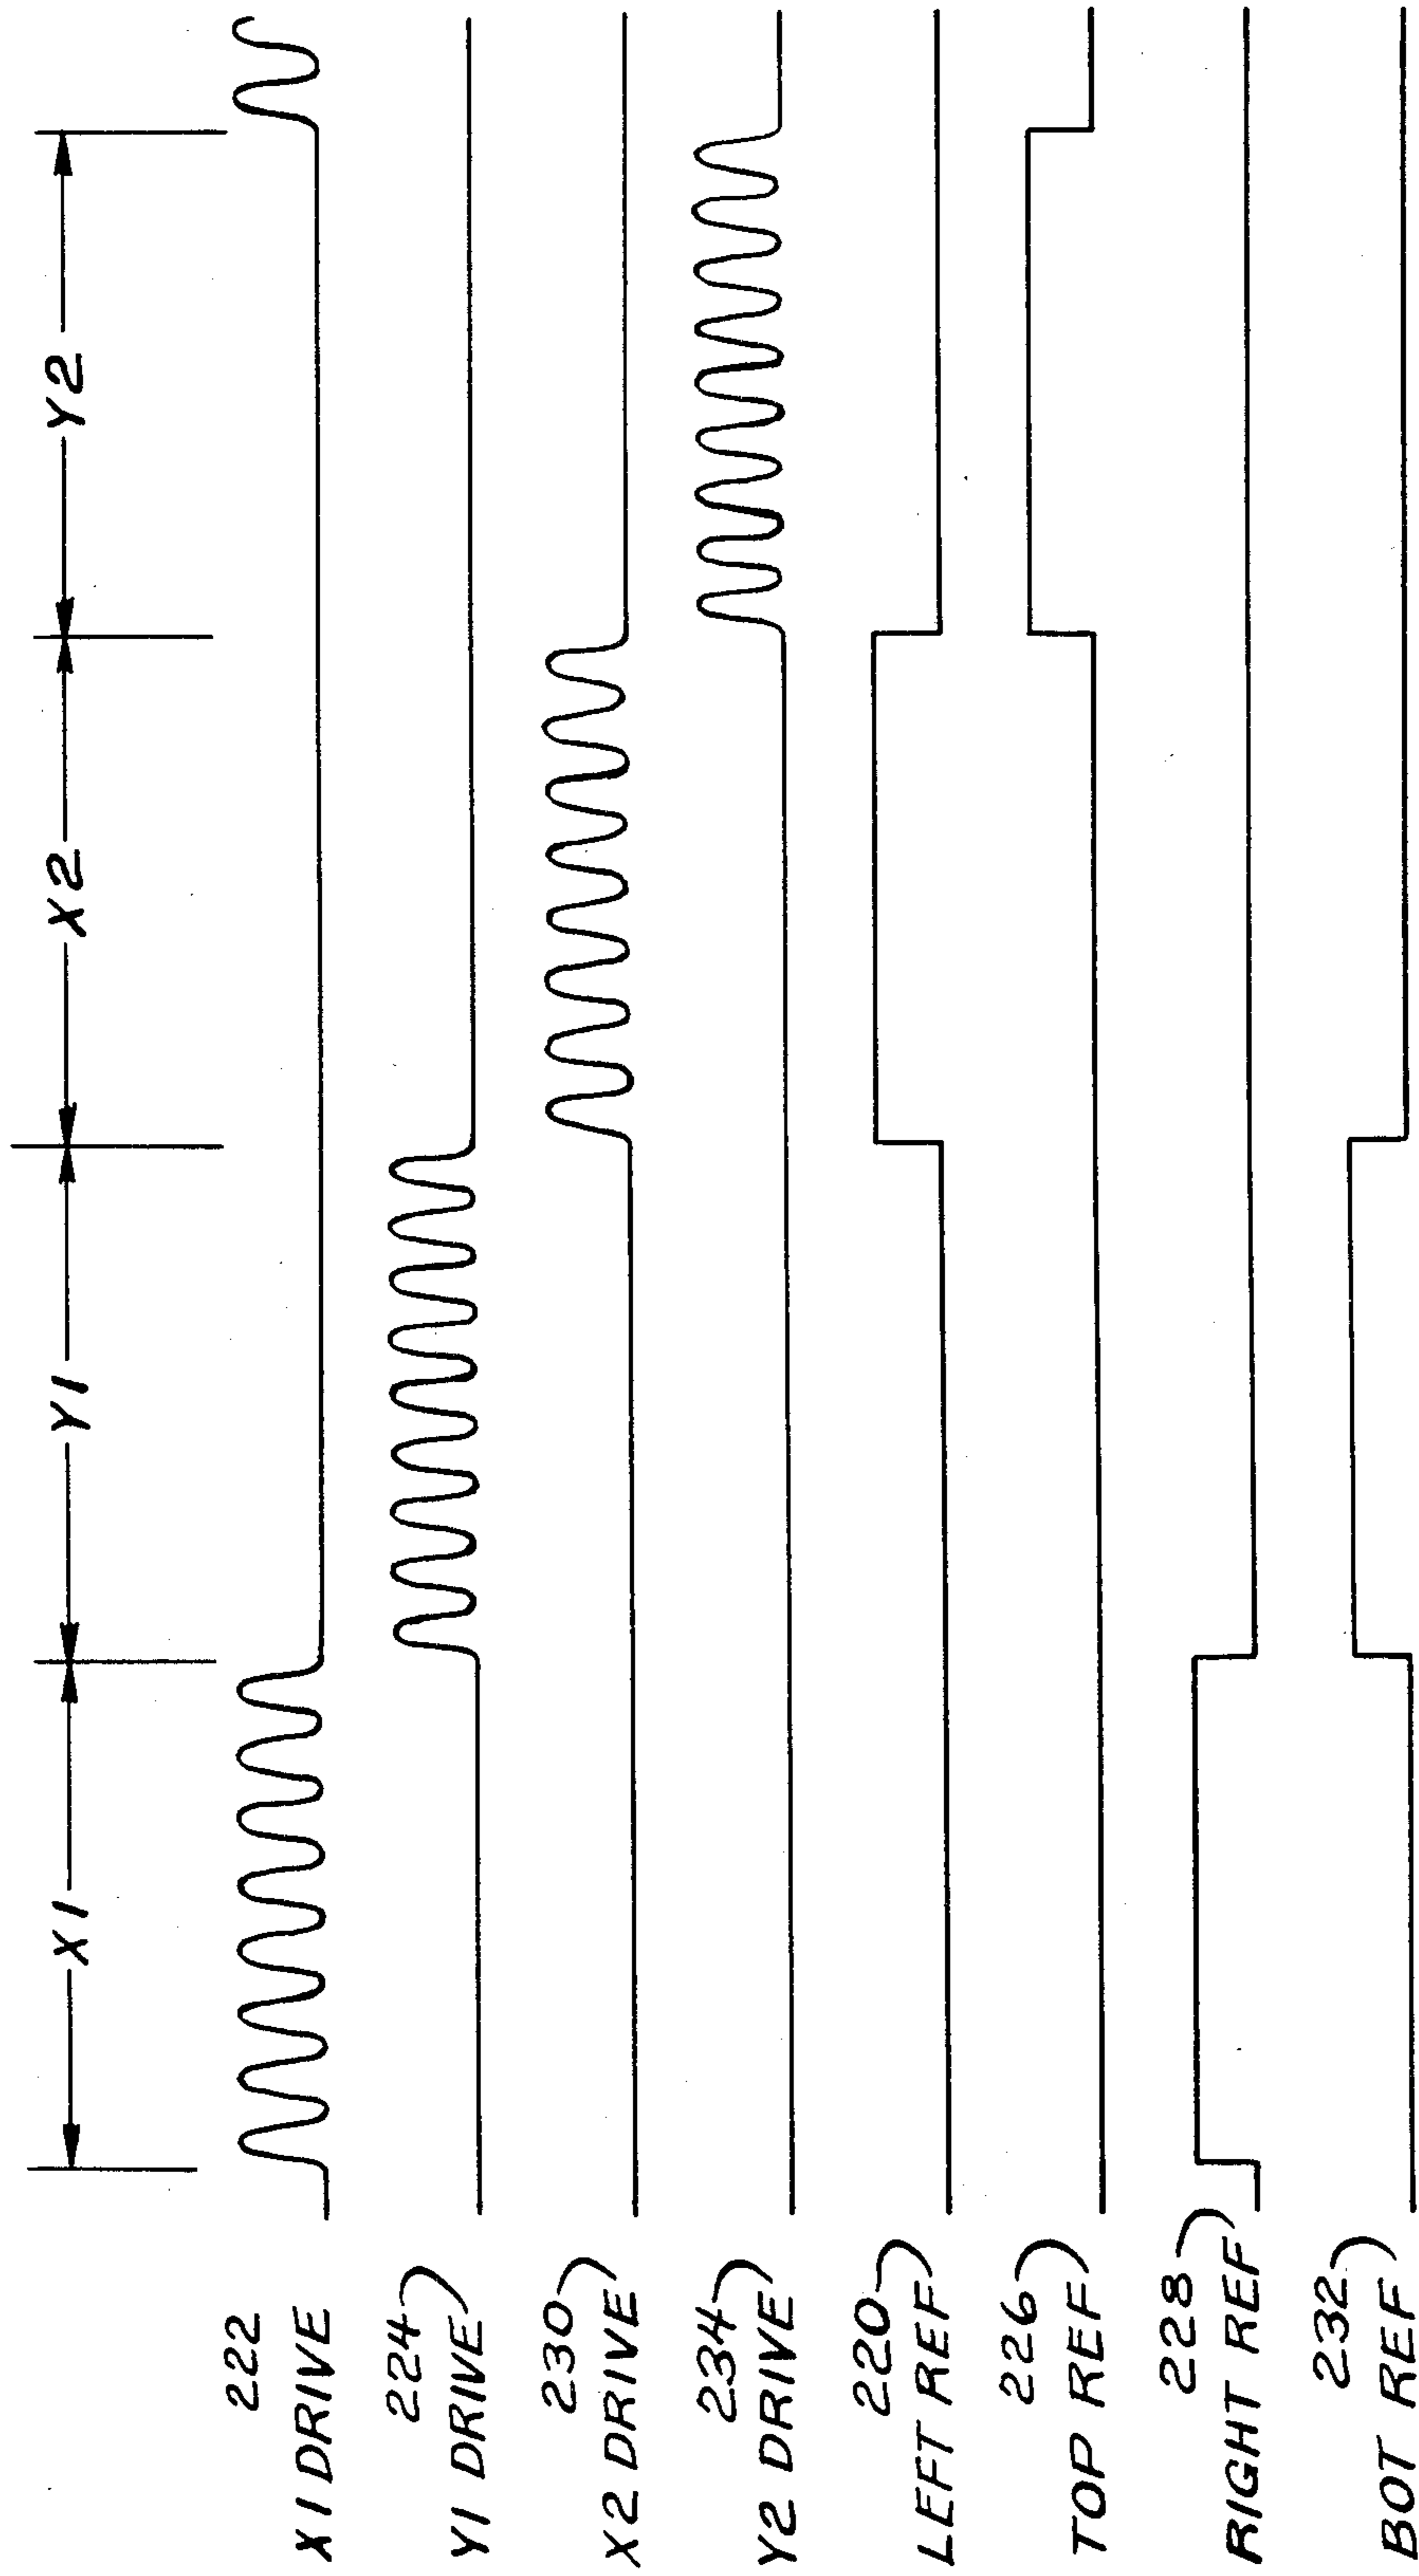 X1
Y1
X2
Y2
222
X1 DRIVE
224
Y1 DRIVE
230
X2 DRIVE
234
Y2 DRIVE
220
LEFT REF
226
TOP REF
228
RIGHT REF
232
BOT REF